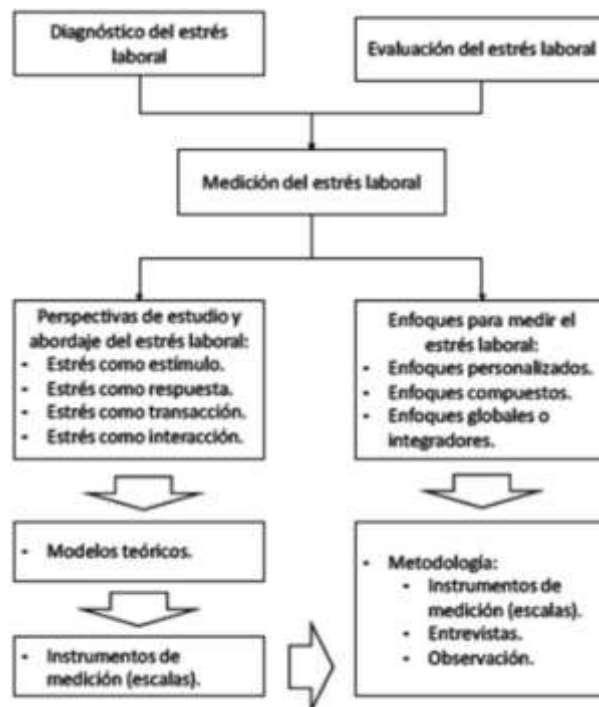 Diagnóstico del estrés
laboral
Evaluación del estrés laboral
Medición del estrés laboral
Perspectivas de estudio y
abordaje del estrés laboral:
- Estrés como estímulo.
- Estrés como respuesta.
- Estrés como transacción.
- Estrés como interacción.
Enfoques para medir el
estrés laboral:
- Enfoques personalizados.
- Enfoques compuestos.
- Enfoques globales o
integradores.
- Modelos teóricos.
- Instrumentos de
medición (escalas).
• Metodología:
• Instrumentos de
medición (escalas).
• Entrevistas.
• Observación.